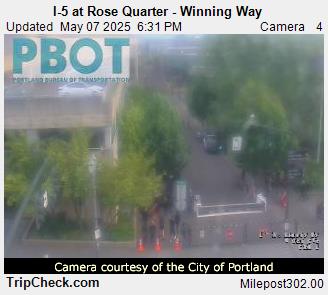 I-5 at Rose Quarter - Winning Way
Updated May 07 2025 6:31 PM Camera 4
PBOT
PORTLAND BUREAU OF TRANSPORTATION
Camera courtesy of the City of Portland
TripCheck.com Milepost302.00